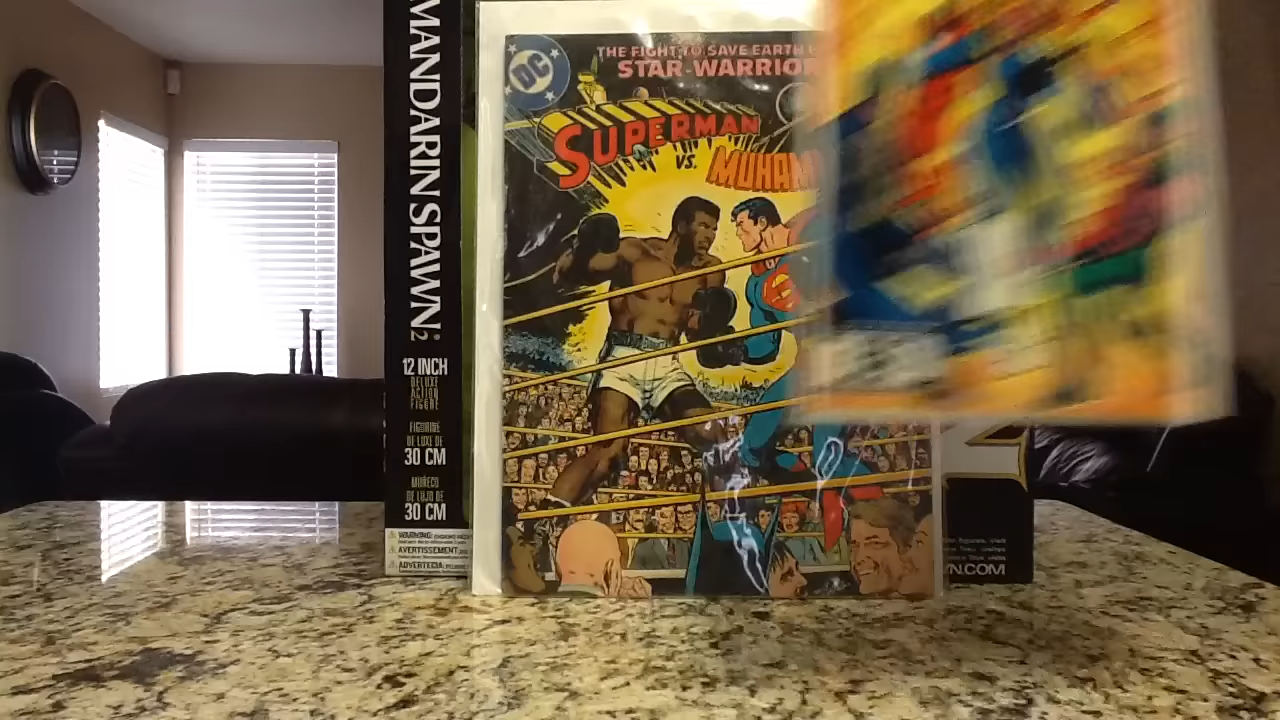 MANDARIN SPAWN 2
12 INCH
DELUXE
ACTION
FIGURE
FIGURINE
DE LUXE DE
30 CM
MUÑECO
DE LUJO DE
30 CM
WARNING:
AVERTISSEMENT
ADVERTECIA:
DC
THE FIGHT TO SAVE EARTH
STAR-WARRIOR
SUPERMAN
VS.
MUHAM
N.COM